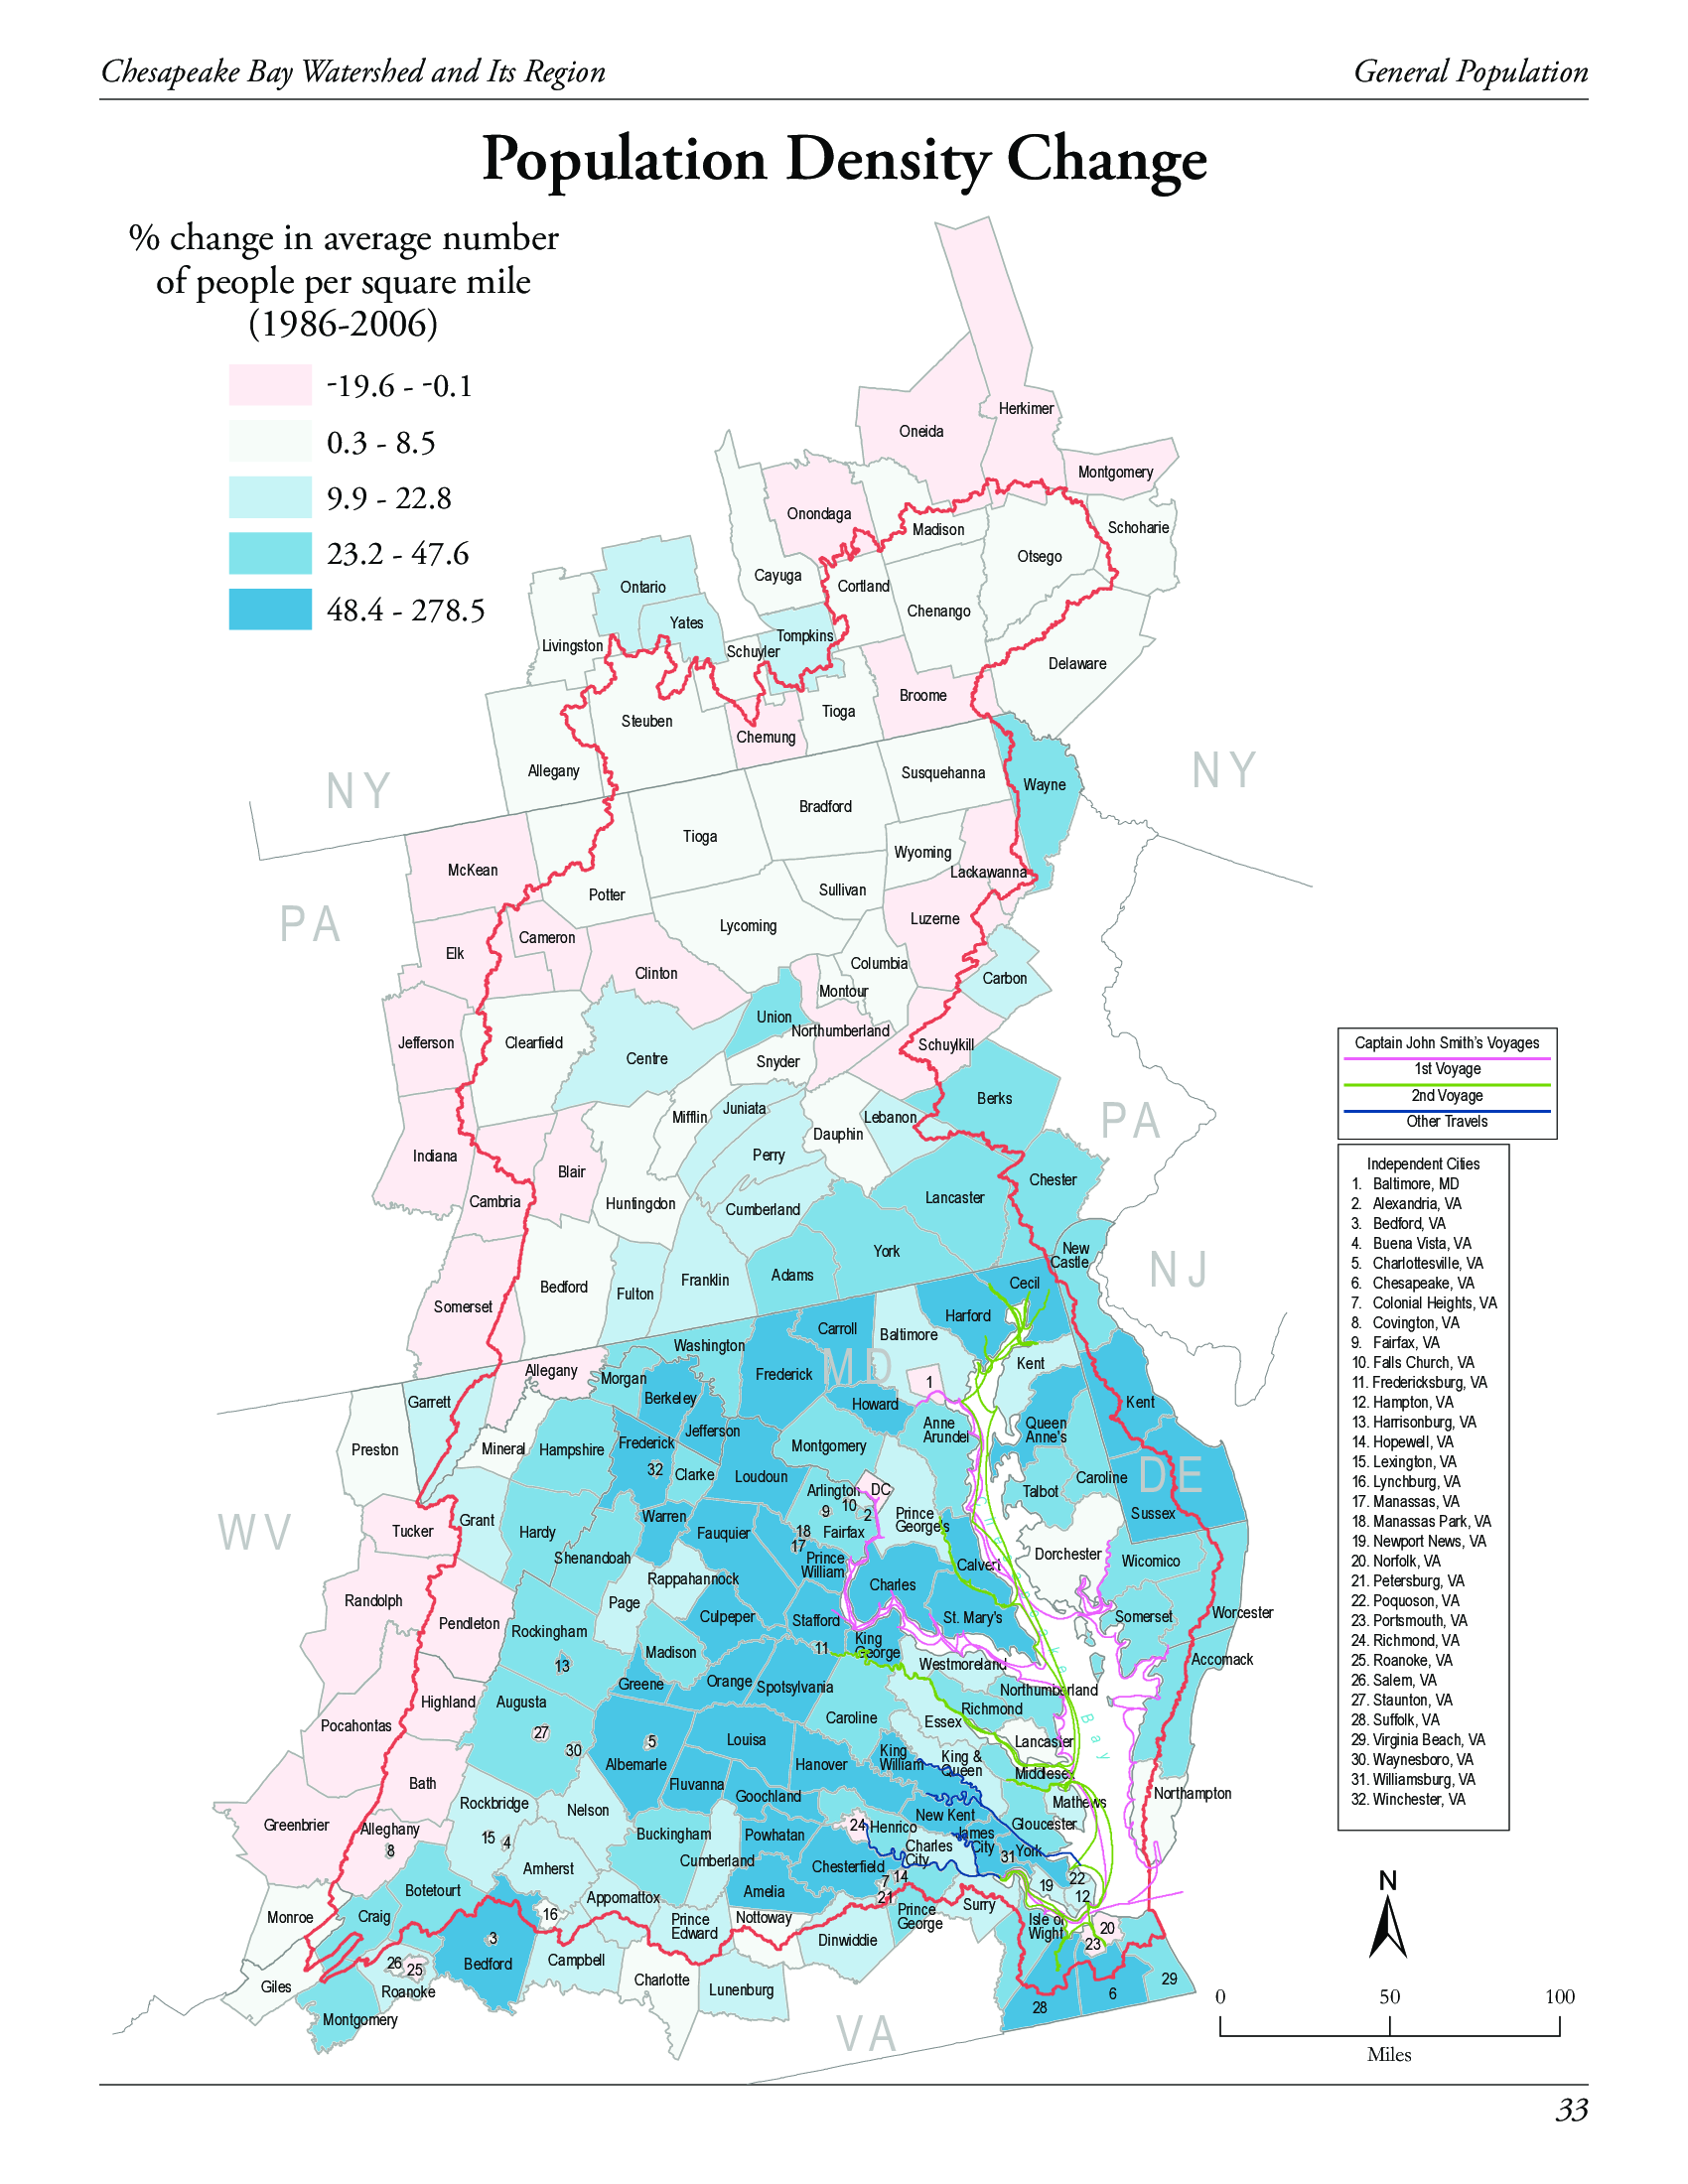 Chesapeake Bay Watershed and Its Region
General Population
Population Density Change
% change in average number
of people per square mile
(1986-2006)
-19.6 - -0.1
0.3 - 8.5
9.9 - 22.8
23.2 - 47.6
48.4 - 278.5
Herkimer
Oneida
Montgomery
Onondaga
Madison
Schoharie
Otsego
Cayuga
Cortland
Ontario
Chenango
Yates
Tompkins
Livingston
Schuyler
Delaware
Broome
Tioga
Steuben
Chemung
Allegany
Susquehanna
NY
NY
Wayne
Bradford
Tioga
Wyoming
McKean
Lackawanna
Sullivan
Potter
PA
Luzerne
Lycoming
Cameron
Elk
Columbia
Clinton
Carbon
Montour
Union
Northumberland
Jefferson
Clearfield
Schuylkill
Centre
Snyder
Berks
Juniata
Mifflin
Lebanon
PA
Dauphin
Indiana
Perry
Blair
Chester
Lancaster
Cambria
Huntingdon
Cumberland
New
Castle
York
NJ
Adams
Franklin
Bedford
Fulton
Cecil
Somerset
Harford
Carroll
Baltimore
Washington
MD
Kent
Allegany
Frederick
Morgan
1
Berkeley
Garrett
Howard
Kent
Queen
Anne's
Anne
Arundel
Jefferson
Frederick
Preston
Mineral
Hampshire
Montgomery
32
Clarke
Loudoun
Caroline
DE
Talbot
Arlington
DC
10
9
2
Prince
George's
Sussex
Warren
Grant
Tucker
WV
Hardy
Fauquier
18
Fairfax
17
Shenandoah
Prince
William
Dorchester
Wicomico
Calvert
Rappahannock
Charles
Randolph
Page
Culpeper
Stafford
St. Mary's
Somerset
Worcester
Pendleton
Rockingham
King
George
11
Madison
Accomack
Westmoreland
13
Greene
Orange
Spotsylvania
Northumberland
Highland
Augusta
Richmond
Caroline
Essex
Pocahontas
27
5
Louisa
Lancaster
30
Chesapeake Bay
Albemarle
Hanover
King
William
King &
Queen
Middlesex
Bath
Fluvanna
Goochland
Northampton
Rockbridge
Nelson
Mathews
New Kent
Gloucester
Greenbrier
Alleghany
24
Henrico
Buckingham
Powhatan
James
City
15
4
8
Charles
City
York
31
Cumberland
Chesterfield
Amherst
22
14
7
19
Amelia
21
12
Botetourt
Appomattox
Surry
Craig
16
Monroe
Prince
Edward
Nottoway
Prince
George
Isle of
Wight
20
3
Dinwiddie
23
Bedford
Campbell
26
25
Charlotte
29
Giles
Roanoke
Lunenburg
6
28
Montgomery
VA
Captain John Smith's Voyages
1st Voyage
2nd Voyage
Other Travels
Independent Cities
1. Baltimore, MD
2 Alexandria, VA
3. Bedford, VA
4. Buena Vista, VA
5. Charlottesville, VA
6. Chesapeake, VA
7. Colonial Heights, VA
8. Covington, VA
9. Fairfax, VA
10. Falls Church, VA
11. Fredericksburg, VA
12. Hampton, VA
13. Harrisonburg, VA
14. Hopewell, VA
15. Lexington, VA
16. Lynchburg, VA
17. Manassas, VA
18. Manassas Park, VA
19. Newport News, VA
20. Norfolk, VA
21. Petersburg, VA
22. Poquoson, VA
23. Portsmouth, VA
24. Richmond, VA
25. Roanoke, VA
26. Salem, VA
27. Staunton, VA
28. Suffolk, VA
29. Virginia Beach, VA
30. Waynesboro, VA
31. Williamsburg, VA
32. Winchester, VA
N
0 50 100
Miles
33